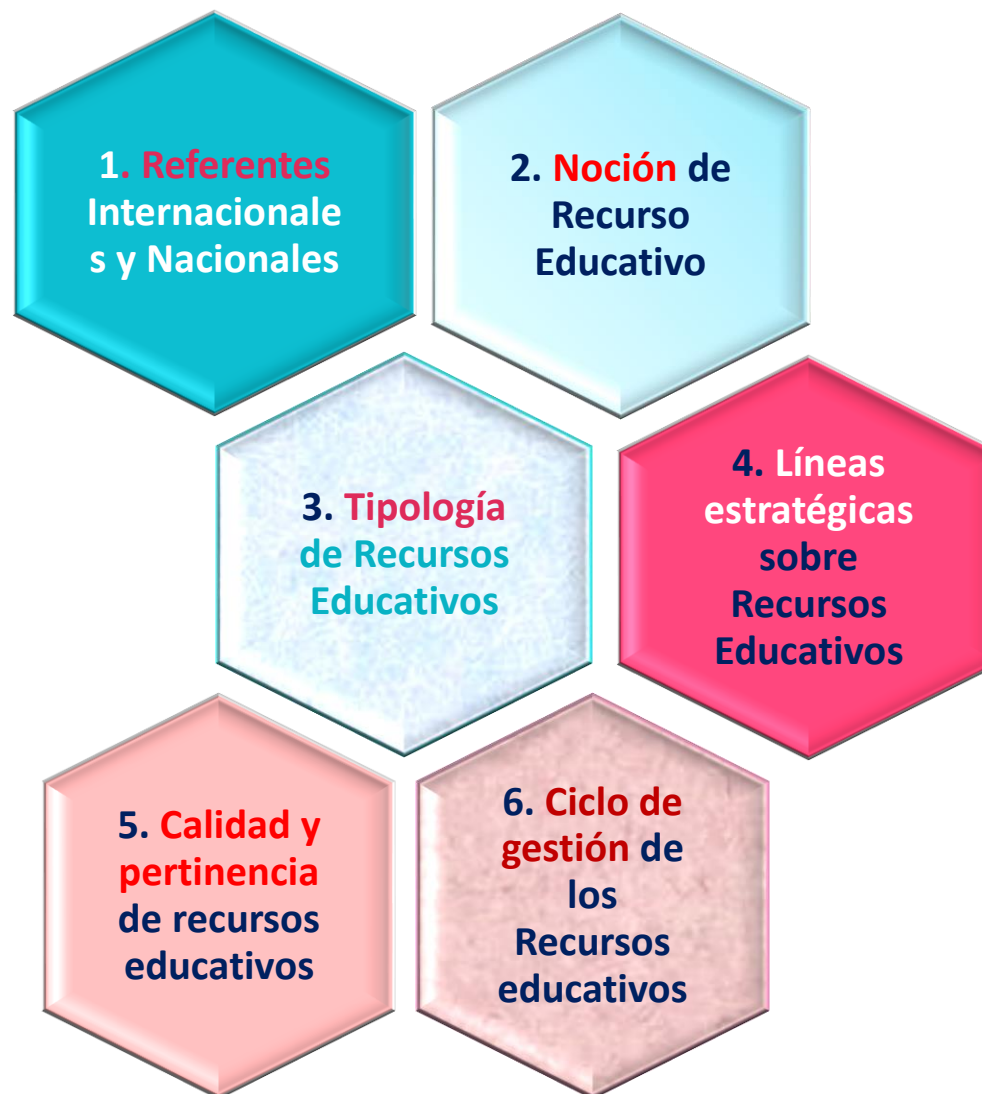 1. Referentes
Internacionale
s y Nacionales
2. Noción de
Recurso
Educativo
3. Tipología
de Recursos
Educativos
4. Líneas
estratégicas
sobre
Recursos
Educativos
5. Calidad y
pertinencia
de recursos
educativos
6. Ciclo de
gestión de
los
Recursos
educativos